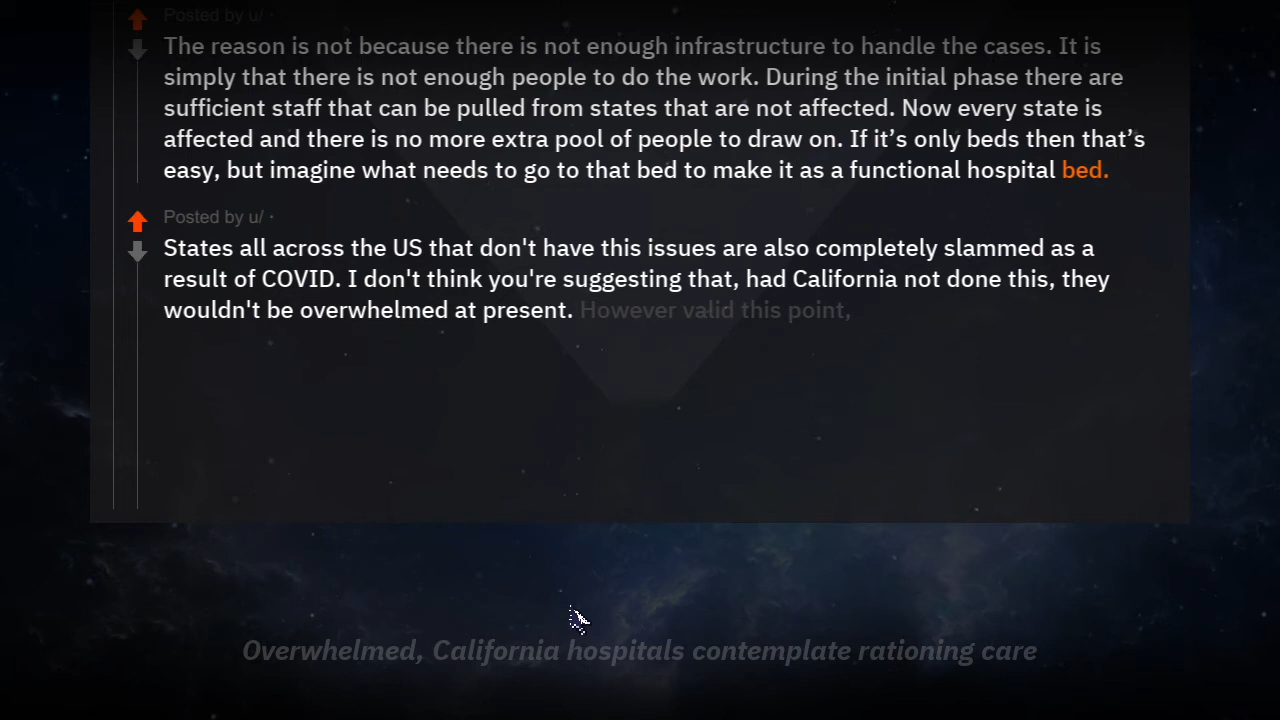 Posted by u/ ·
The reason is not because there is not enough infrastructure to handle the cases. It is
simply that there is not enough people to do the work. During the initial phase there are
sufficient staff that can be pulled from states that are not affected. Now every state is
affected and there is no more extra pool of people to draw on. If it’s only beds then that’s
easy, but imagine what needs to go to that bed to make it as a functional hospital bed.
Posted by u/ ·
States all across the US that don't have this issues are also completely slammed as a
result of COVID. I don't think you're suggesting that, had California not done this, they
wouldn't be overwhelmed at present. However valid this point,
Overwhelmed, California hospitals contemplate rationing care